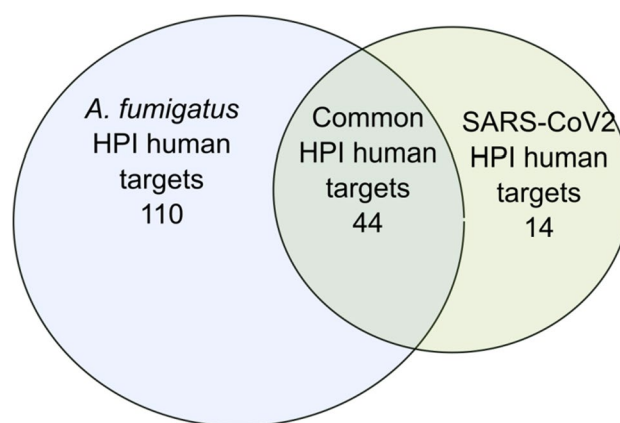 A. fumigatus
HPI human
targets
110
Common
HPI human
targets
44
SARS-CoV2
HPI human
targets
14